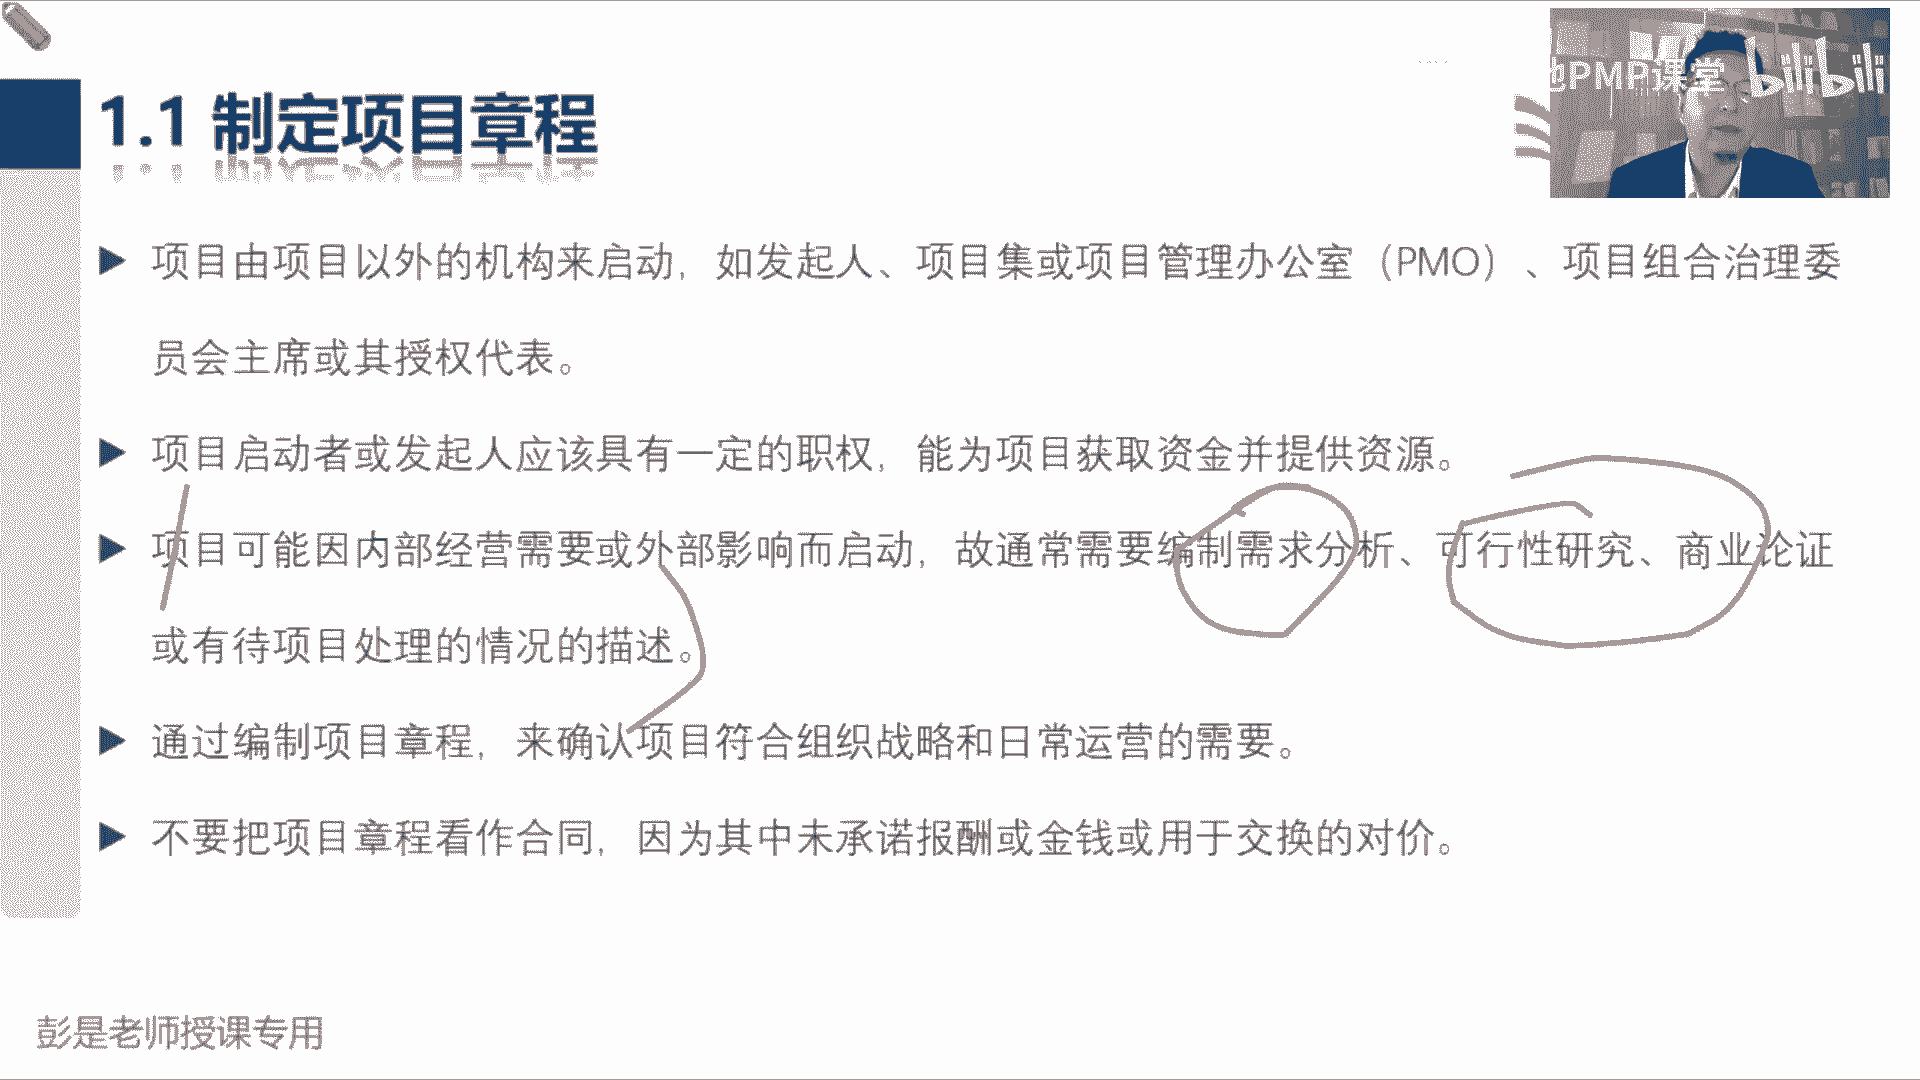 地PMP课堂 bilibili
1.1 制定项目章程
项目由项目以外的机构来启动，如发起人、项目集或项目管理办公室（PMO）、项目组合治理委
员会主席或其授权代表。
项目启动者或发起人应该具有一定的职权，能为项目获取资金并提供资源。
项目可能因内部经营需要或外部影响而启动，故通常需要编制需求分析、可行性研究、商业论证
或有待项目处理的情况的描述。
通过编制项目章程，来确认项目符合组织战略和日常运营的需要。
不要把项目章程看作合同，因为其中未承诺报酬或金钱或用于交换的对价。
彭是老师授课专用